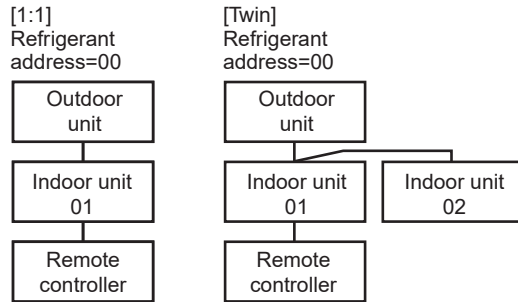 [1:1]
Refrigerant
address=00
Outdoor
unit
Indoor unit
01
Remote
controller
[Twin]
Refrigerant
address=00
Outdoor
unit
Indoor unit
01
Indoor unit
02
Remote
controller